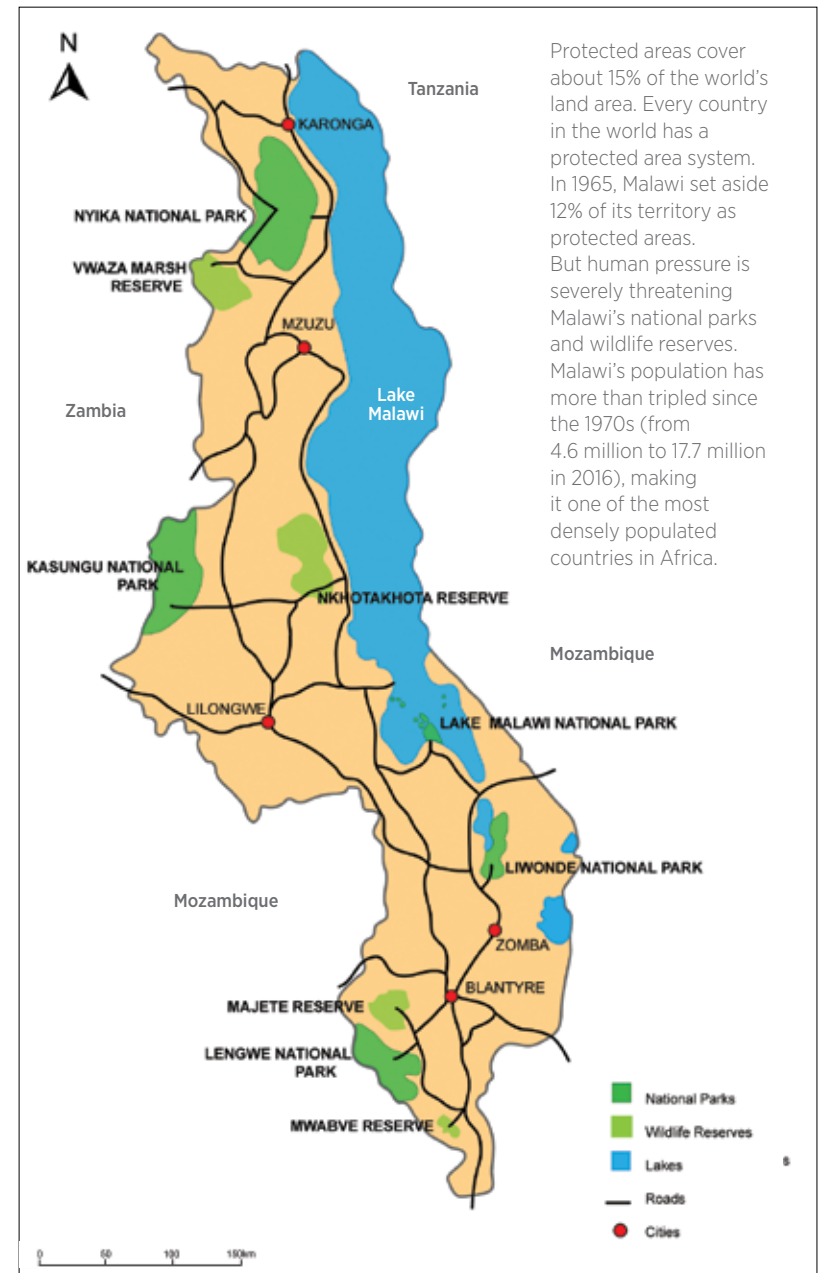 N
Tanzania
Protected areas cover
about 15% of the world's
land area. Every country
in the world has a
protected area system.
In 1965, Malawi set aside
12% of its territory as
protected areas.
But human pressure is
severely threatening
Malawi's national parks
and wildlife reserves.
Malawi's population has
more than tripled since
the 1970s (from
4.6 million to 17.7 million
in 2016), making
it one of the most
densely populated
countries in Africa.
KARONGA
NYIKA NATIONAL PARK
VWAZA MARSH
RESERVE
MZUZU
Zambia
Lake
Malawi
KASUNGU NATIONAL
PARK
NKHOTAKHOTA RESERVE
Mozambique
LILONGWE
LAKE MALAWI NATIONAL PARK
LIWONDE NATIONAL PARK
Mozambique
ZOMBA
BLANTYRE
MAJETE RESERVE
LENGWE NATIONAL
PARK
MWABVE RESERVE
National Parks
Wildlife Reserves
Lakes
s
Roads
Cities
0 50 100 150km